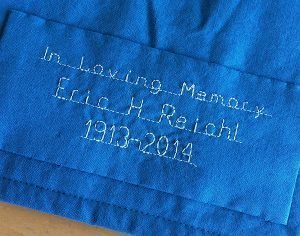 In Loving Memory
Eric H Reichl
1913-2014